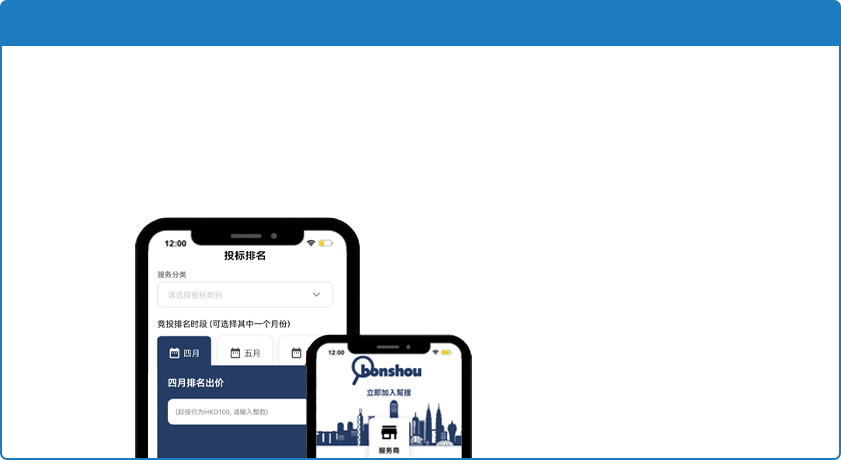 12:00
投标排名
服务分类
请选择投标类别
竞投排名时段 (可选择其中一个月份)
四月
五月
四月排名出价
(起投价为HKD100, 请输入整数)
12:00
bonshou
立即加入幫搜
服务商